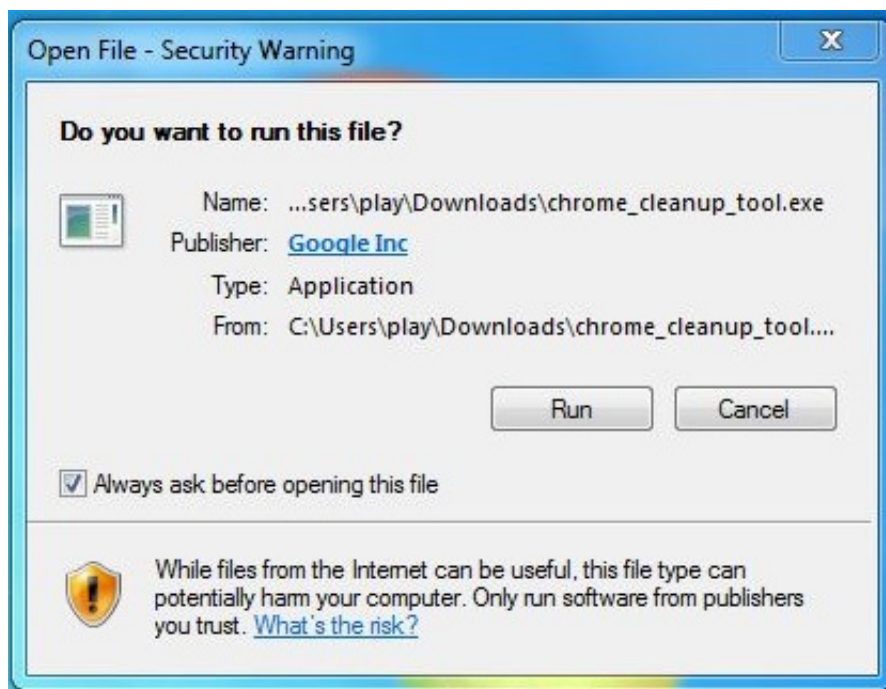 Open File - Security Warning
Do you want to run this file?
Name: ...sers\play\Downloads\chrome_cleanup_tool.exe
Publisher: Google Inc
Type: Application
From: C:\Users\play\Downloads\chrome_cleanup_tool....
Run Cancel
Always ask before opening this file
While files from the Internet can be useful, this file type can
potentially harm your computer. Only run software from publishers
you trust. What's the risk?